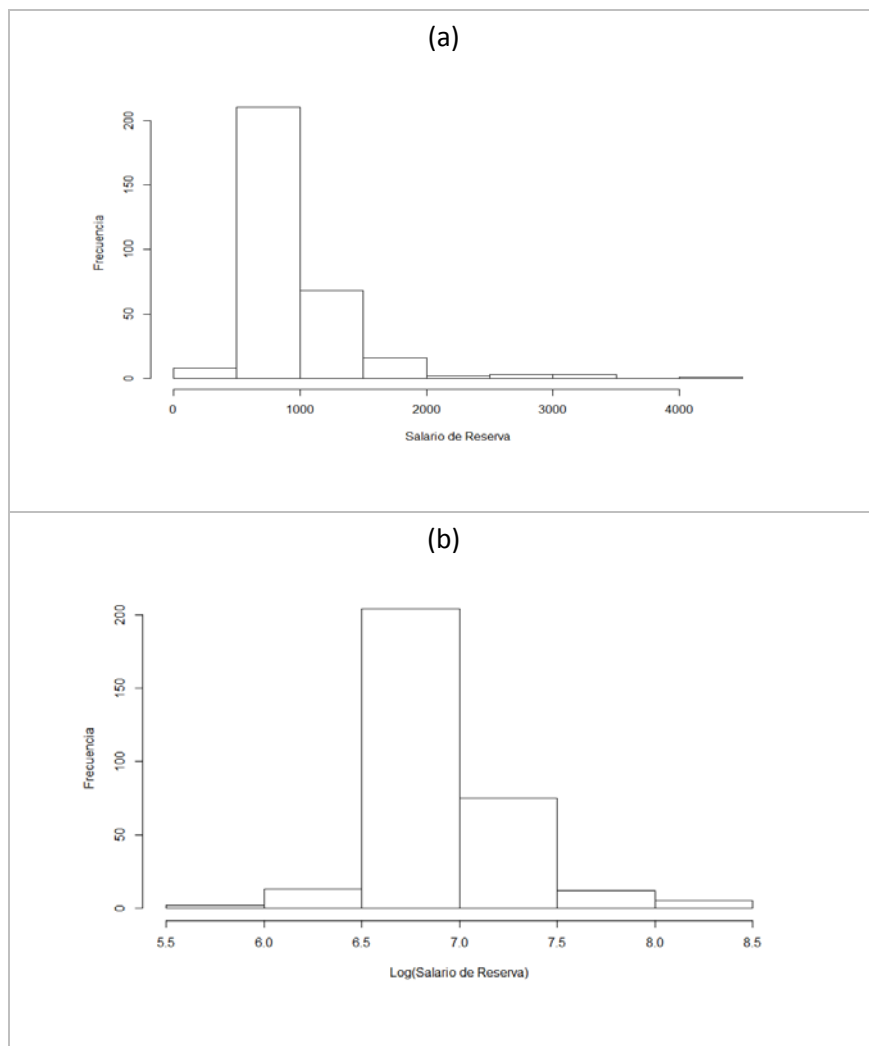 (a)
200
150
100
50
0
Frecuencia
0 1000 2000 3000 4000
Salario de Reserva
(b)
200
150
100
50
0
Frecuencia
5.5 6.0 6.5 7.0 7.5 8.0 8.5
Log(Salario de Reserva)